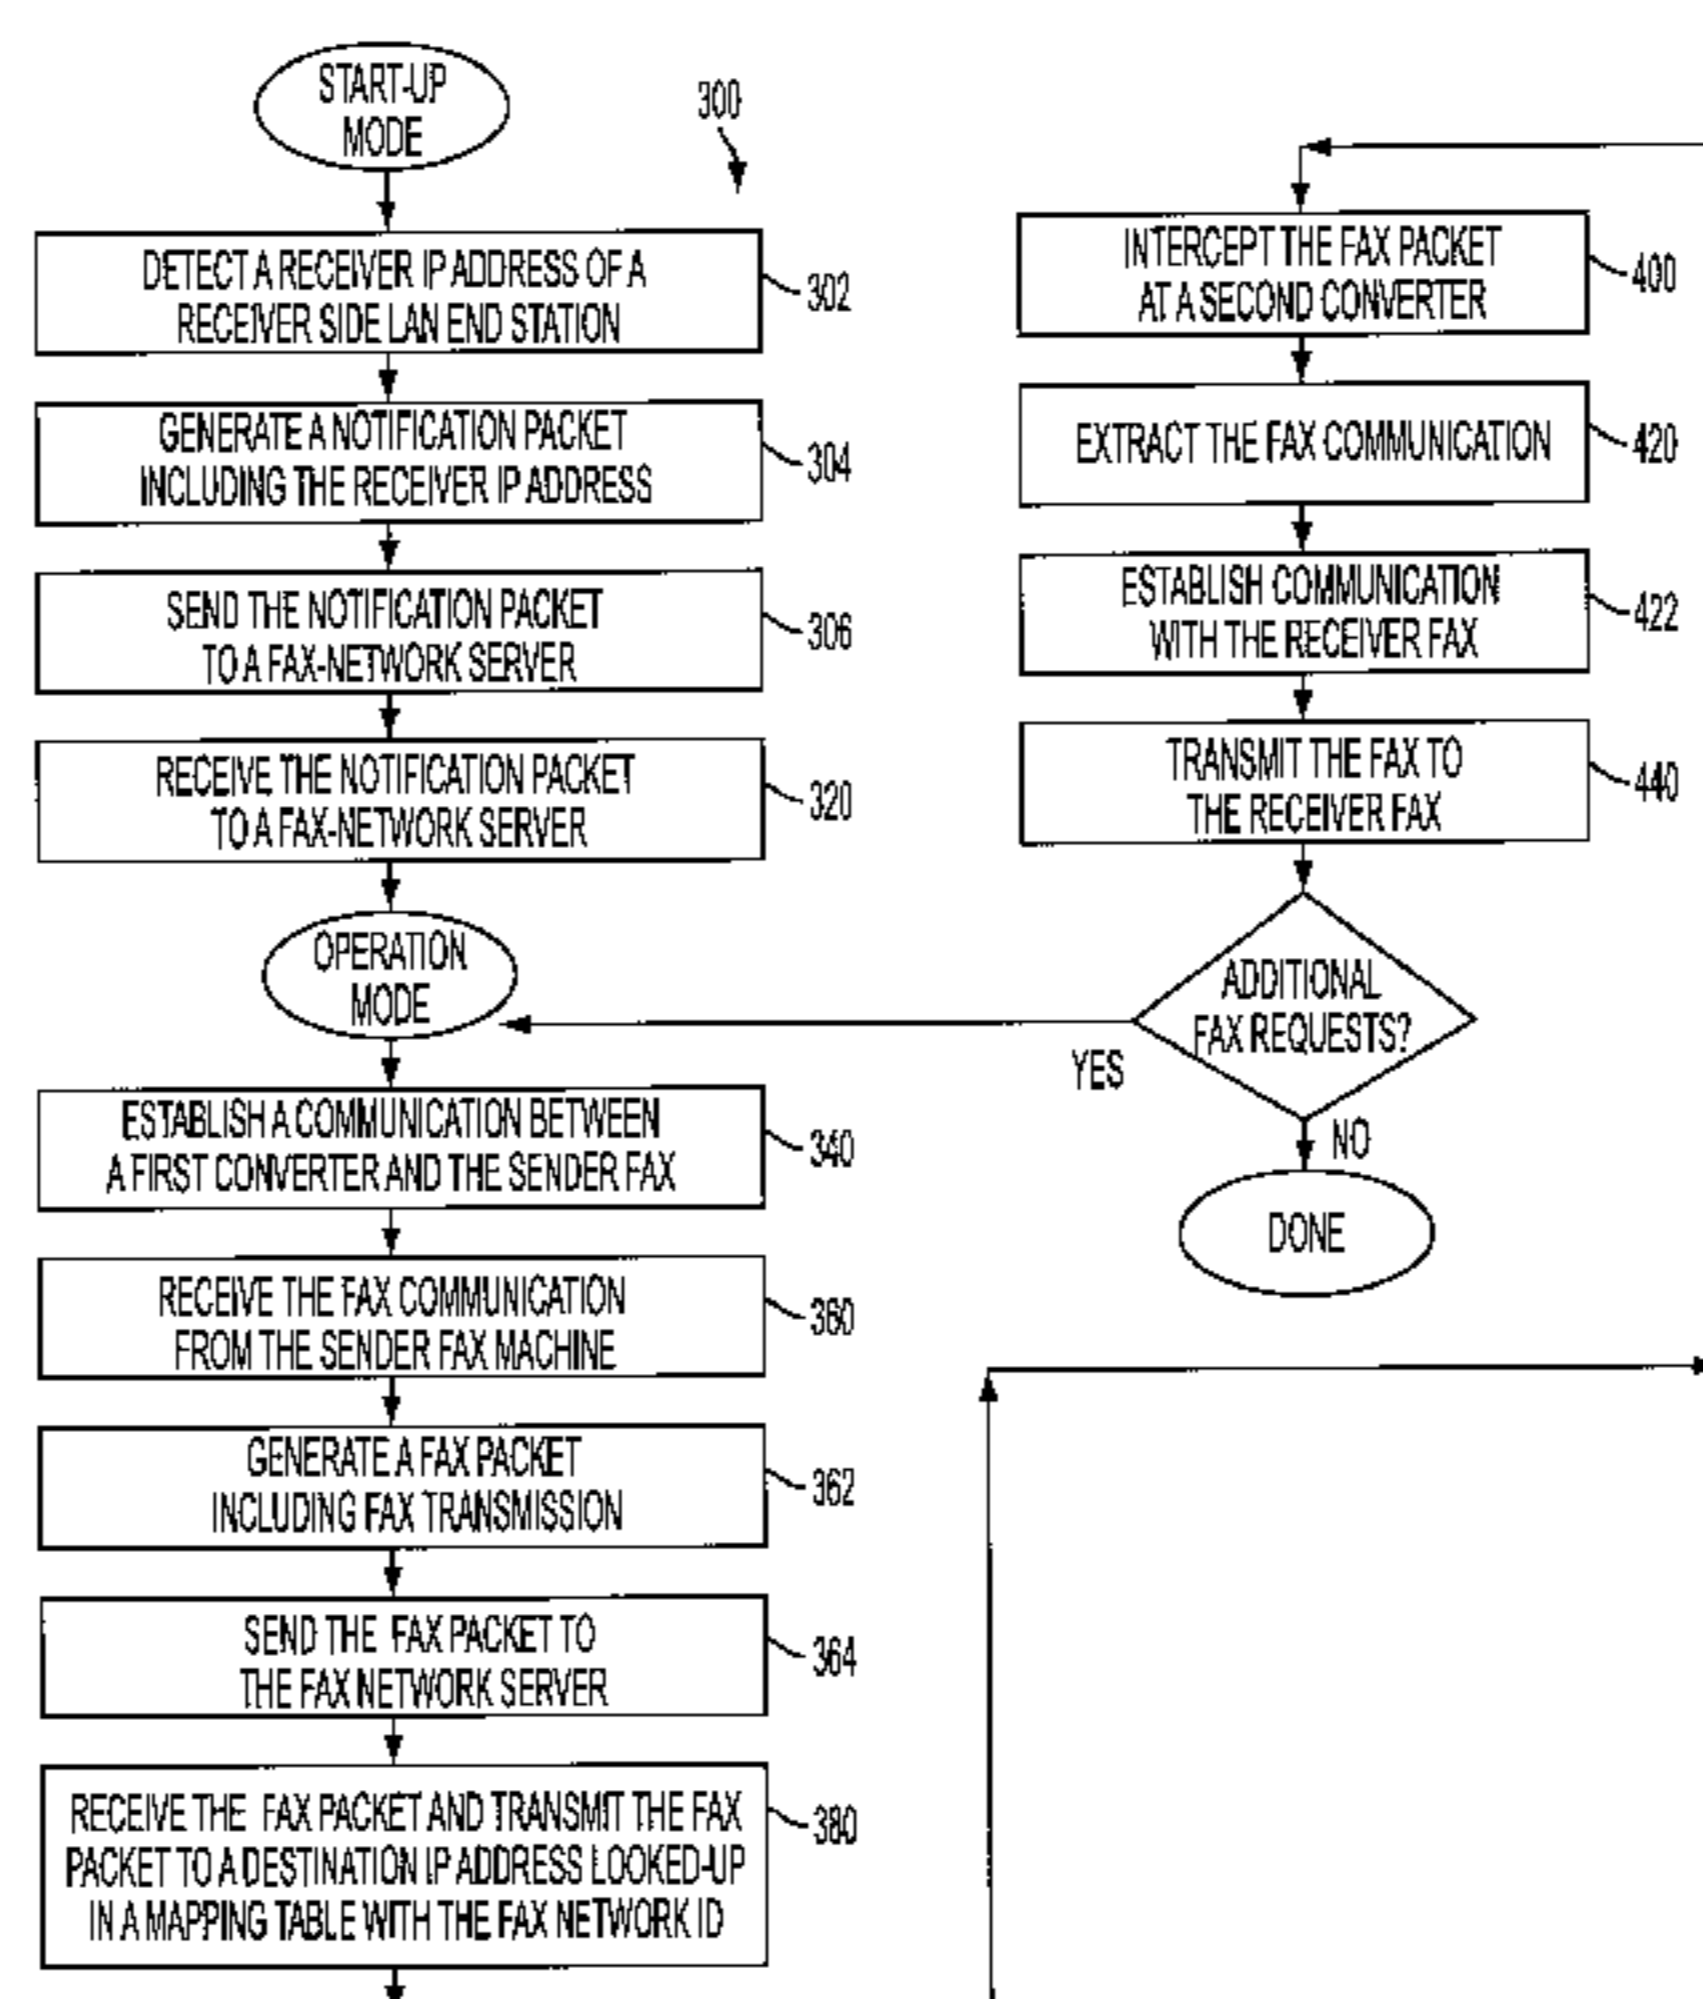 START-UP
MODE
300
DETECT A RECEIVER IP ADDRESS OF A
RECEIVER SIDE LAN END STATION
302
GENERATE A NOTIFICATION PACKET
INCLUDING THE RECEIVER IP ADDRESS
304
SEND THE NOTIFICATION PACKET
TO A FAX-NETWORK SERVER
306
RECEIVE THE NOTIFICATION PACKET
TO A FAX-NETWORK SERVER
320
OPERATION
MODE
ESTABLISH A COMMUNICATION BETWEEN
A FIRST CONVERTER AND THE SENDER FAX
340
RECEIVE THE FAX COMMUNICATION
FROM THE SENDER FAX MACHINE
360
GENERATE A FAX PACKET
INCLUDING FAX TRANSMISSION
362
SEND THE FAX PACKET TO
THE FAX NETWORK SERVER
364
RECEIVE THE FAX PACKET AND TRANSMIT THE FAX
PACKET TO A DESTINATION IP ADDRESS LOOKED-UP
IN A MAPPING TABLE WITH THE FAX NETWORK ID
380
INTERCEPT THE FAX PACKET
AT A SECOND CONVERTER
400
EXTRACT THE FAX COMMUNICATION
420
ESTABLISH COMMUNICATION
WITH THE RECEIVER FAX
422
TRANSMIT THE FAX TO
THE RECEIVER FAX
440
ADDITIONAL
FAX REQUESTS?
YES
NO
DONE